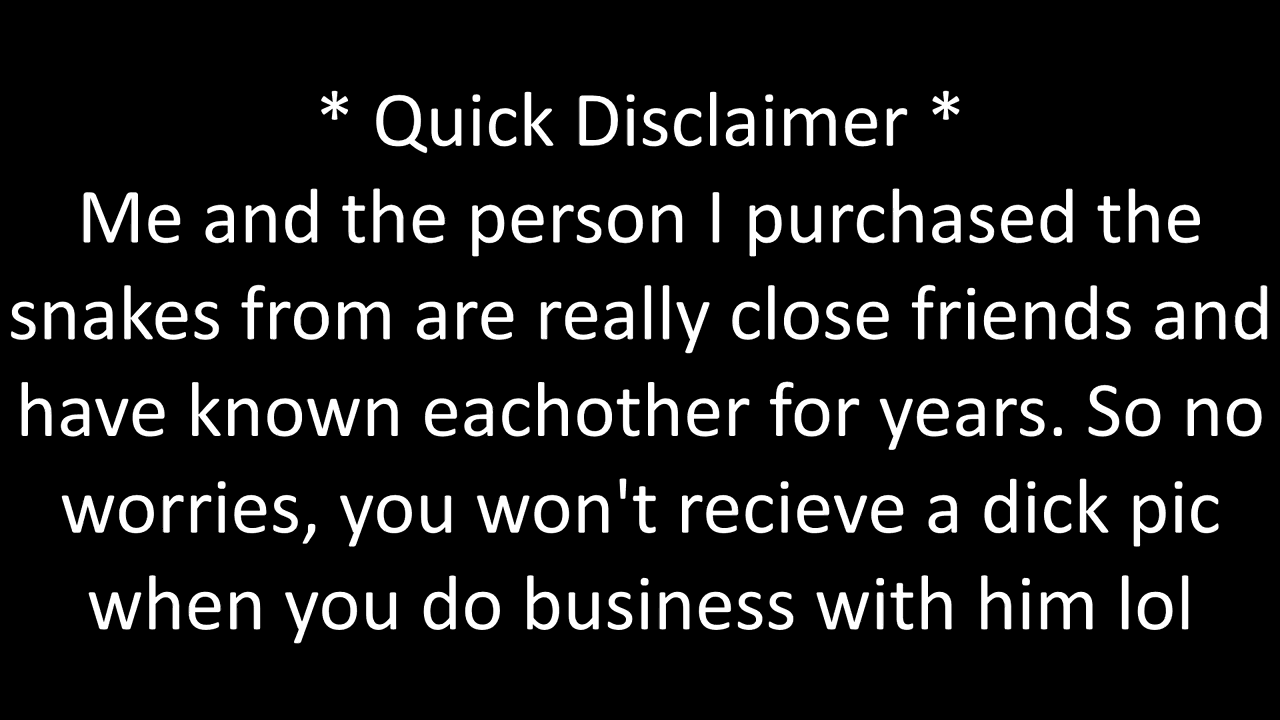 * Quick Disclaimer *
Me and the person I purchased the
snakes from are really close friends and
have known eachother for years. So no
worries, you won't recieve a dick pic
when you do business with him lol